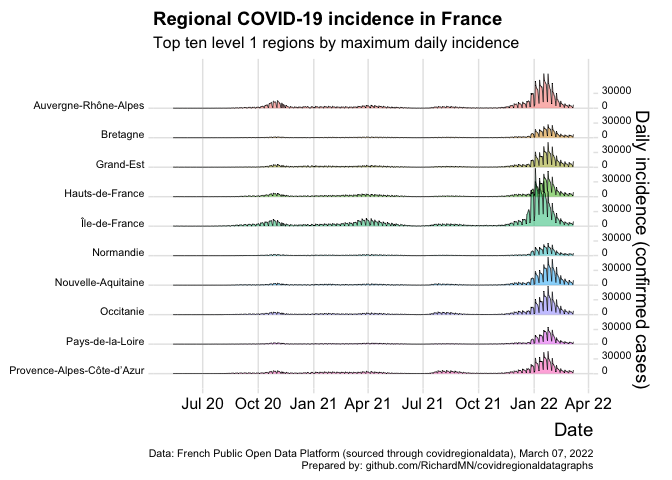 Regional COVID-19 incidence in France
Top ten level 1 regions by maximum daily incidence
Auvergne-Rhône-Alpes
Bretagne
Grand-Est
Hauts-de-France
Île-de-France
Normandie
Nouvelle-Aquitaine
Occitanie
Pays-de-la-Loire
Provence-Alpes-Côte-d'Azur
30000
0
30000
0
30000
0
30000
0
30000
0
30000
0
30000
0
30000
0
30000
0
30000
0
Daily incidence (confirmed cases)
Jul 20 Oct 20 Jan 21 Apr 21 Jul 21 Oct 21 Jan 22 Apr 22
Date
Data: French Public Open Data Platform (sourced through covidregionaldata), March 07, 2022
Prepared by: github.com/RichardMN/covidregionaldatagraphs